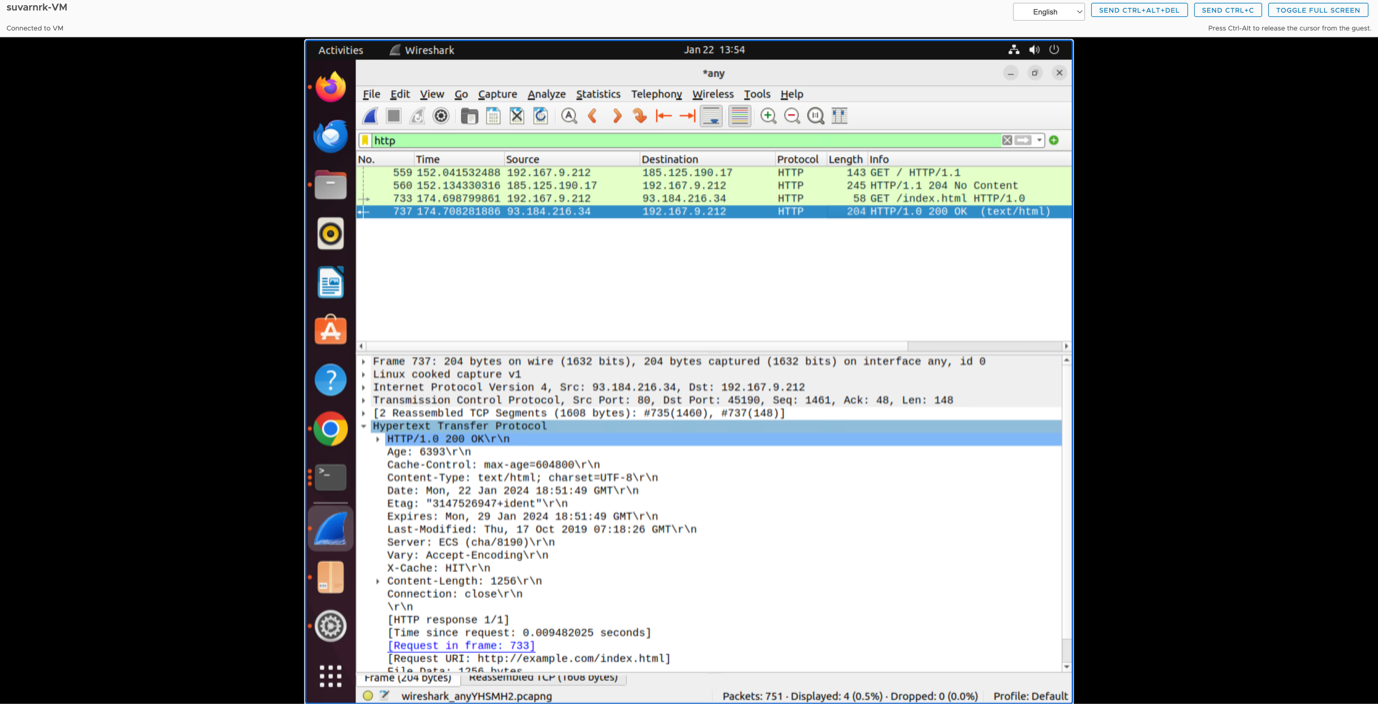 suvarnrk-VM
English
SEND CTRL+ALT+DEL
SEND CTRL+C
TOGGLE FULL SCREEN
Connected to VM
Press Ctrl-Alt to release the cursor from the guest.
Activities
Wireshark
Jan 22 13:54
*any
File Edit View Go Capture Analyze Statistics Telephony Wireless Tools Help
http
No. Time Source Destination Protocol Length Info
559 152.041532488 192.167.9.212 185.125.190.17 HTTP 143 GET / HTTP/1.1
560 152.134330316 185.125.190.17 192.167.9.212 HTTP 245 HTTP/1.1 204 No Content
733 174.698799861 192.167.9.212 93.184.216.34 HTTP 58 GET /index.html HTTP/1.0
737 174.708281886 93.184.216.34 192.167.9.212 HTTP 204 HTTP/1.0 200 OK (text/html)
Frame 737: 204 bytes on wire (1632 bits), 204 bytes captured (1632 bits) on interface any, id 0
Linux cooked capture v1
Internet Protocol Version 4, Src: 93.184.216.34, Dst: 192.167.9.212
Transmission Control Protocol, Src Port: 80, Dst Port: 45190, Seq: 1461, Ack: 48, Len: 148
[2 Reassembled TCP Segments (1608 bytes): #735(1460), #737(148)]
Hypertext Transfer Protocol
HTTP/1.0 200 OK\r\n
Age: 6393\r\n
Cache-Control: max-age=604800\r\n
Content-Type: text/html; charset=UTF-8\r\n
Date: Mon, 22 Jan 2024 18:51:49 GMT\r\n
Etag: "3147526947+ident"\r\n
Expires: Mon, 29 Jan 2024 18:51:49 GMT\r\n
Last-Modified: Thu, 17 Oct 2019 07:18:26 GMT\r\n
Server: ECS (cha/8190)\r\n
Vary: Accept-Encoding\r\n
X-Cache: HIT\r\n
Content-Length: 1256\r\n
Connection: close\r\n
\r\n
[HTTP response 1/1]
[Time since request: 0.009482025 seconds]
[Request in frame: 733]
[Request URI: http://example.com/index.html]
File Data: 1256 bytes
Frame (204 bytes) Reassembled TCP (1608 bytes)
wireshark_anyYHSMH2.pcapng
Packets: 751 · Displayed: 4 (0.5%) · Dropped: 0 (0.0%)
Profile: Default